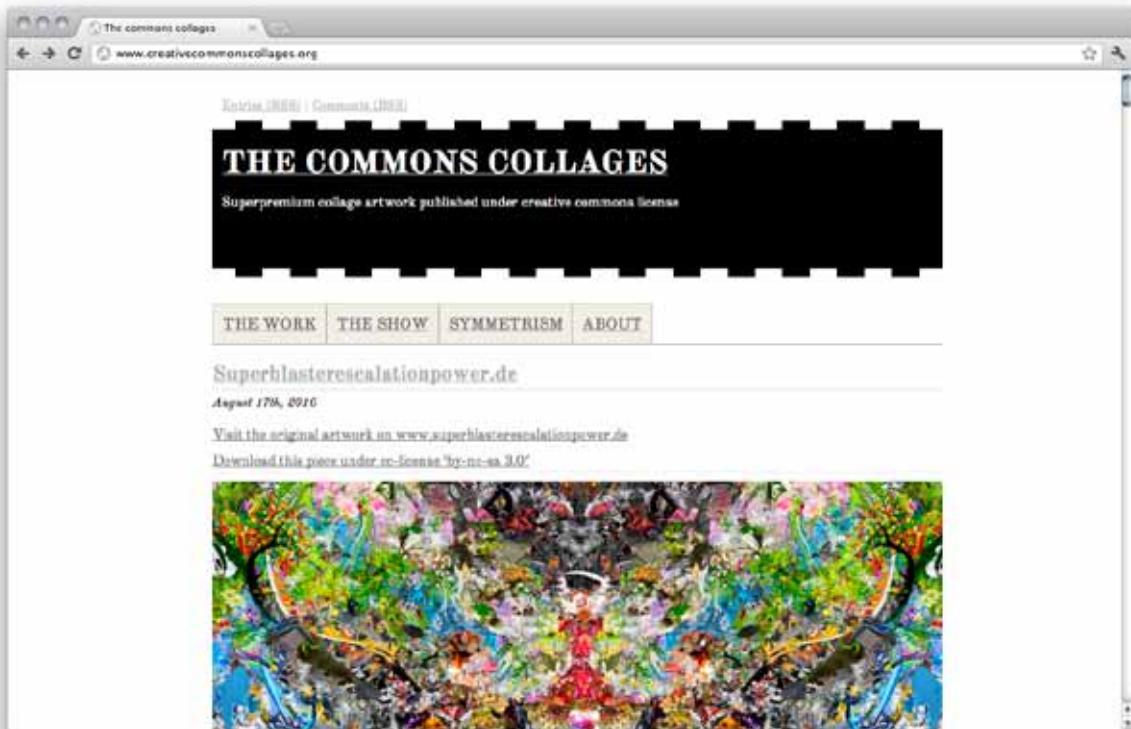 The commons collages
www.creativecommonscollages.org
Entries (RSS) | Comments (RSS)
THE COMMONS COLLAGES
Superpremium collage artwork published under creative commons license
THE WORK THE SHOW SYMMETRISM ABOUT
Superblasterescalationpower.de
August 17th, 2010
Visit the original artwork on www.superblasterescalationpower.de
Download this piece under cc-license 'by-nc-sa 3.0'